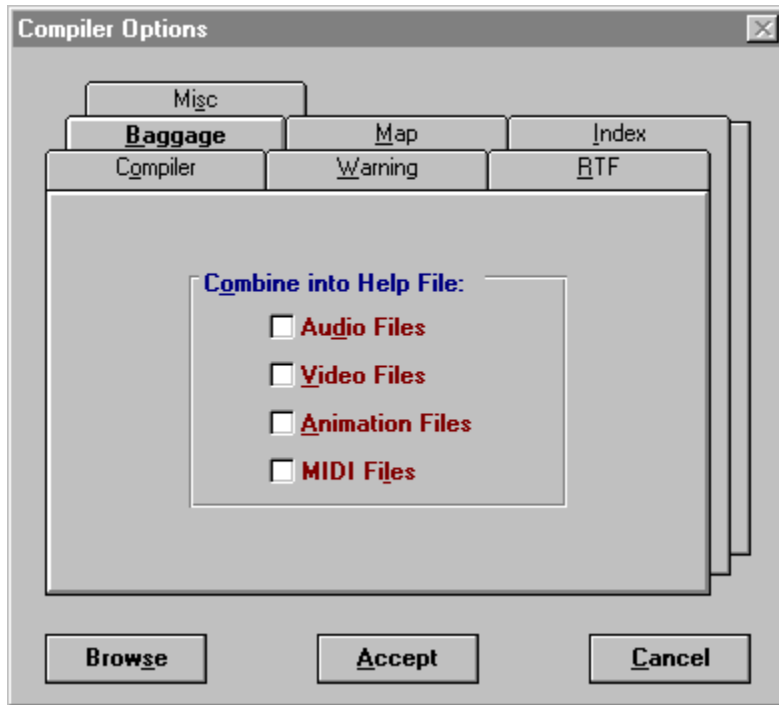 Compiler Options
Misc
Baggage Map Index
Compiler Warning RTF
Combine into Help File:
Audio Files
Video Files
Animation Files
MIDI Files
Browse Accept Cancel